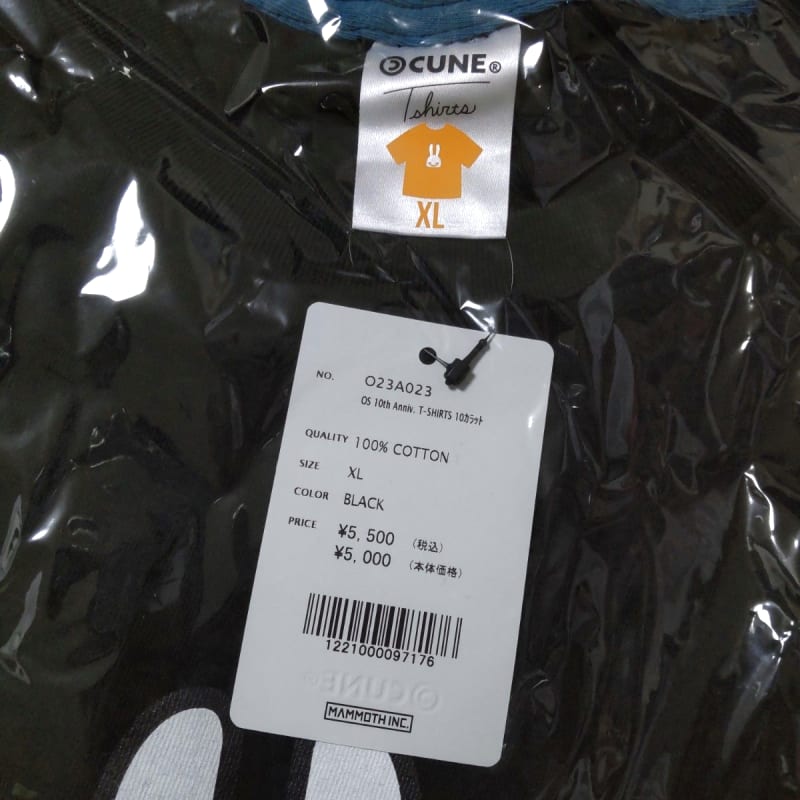 CUNE®
Tshirts
XL
NO. O23A023
OS 10th Anniv. T-SHIRTS 10カラット
QUALITY 100% COTTON
SIZE XL
COLOR BLACK
PRICE ¥5,500 (税込)
¥5,000 (本体価格)
1221000097176
CUNE®
MAMMOTH INC.